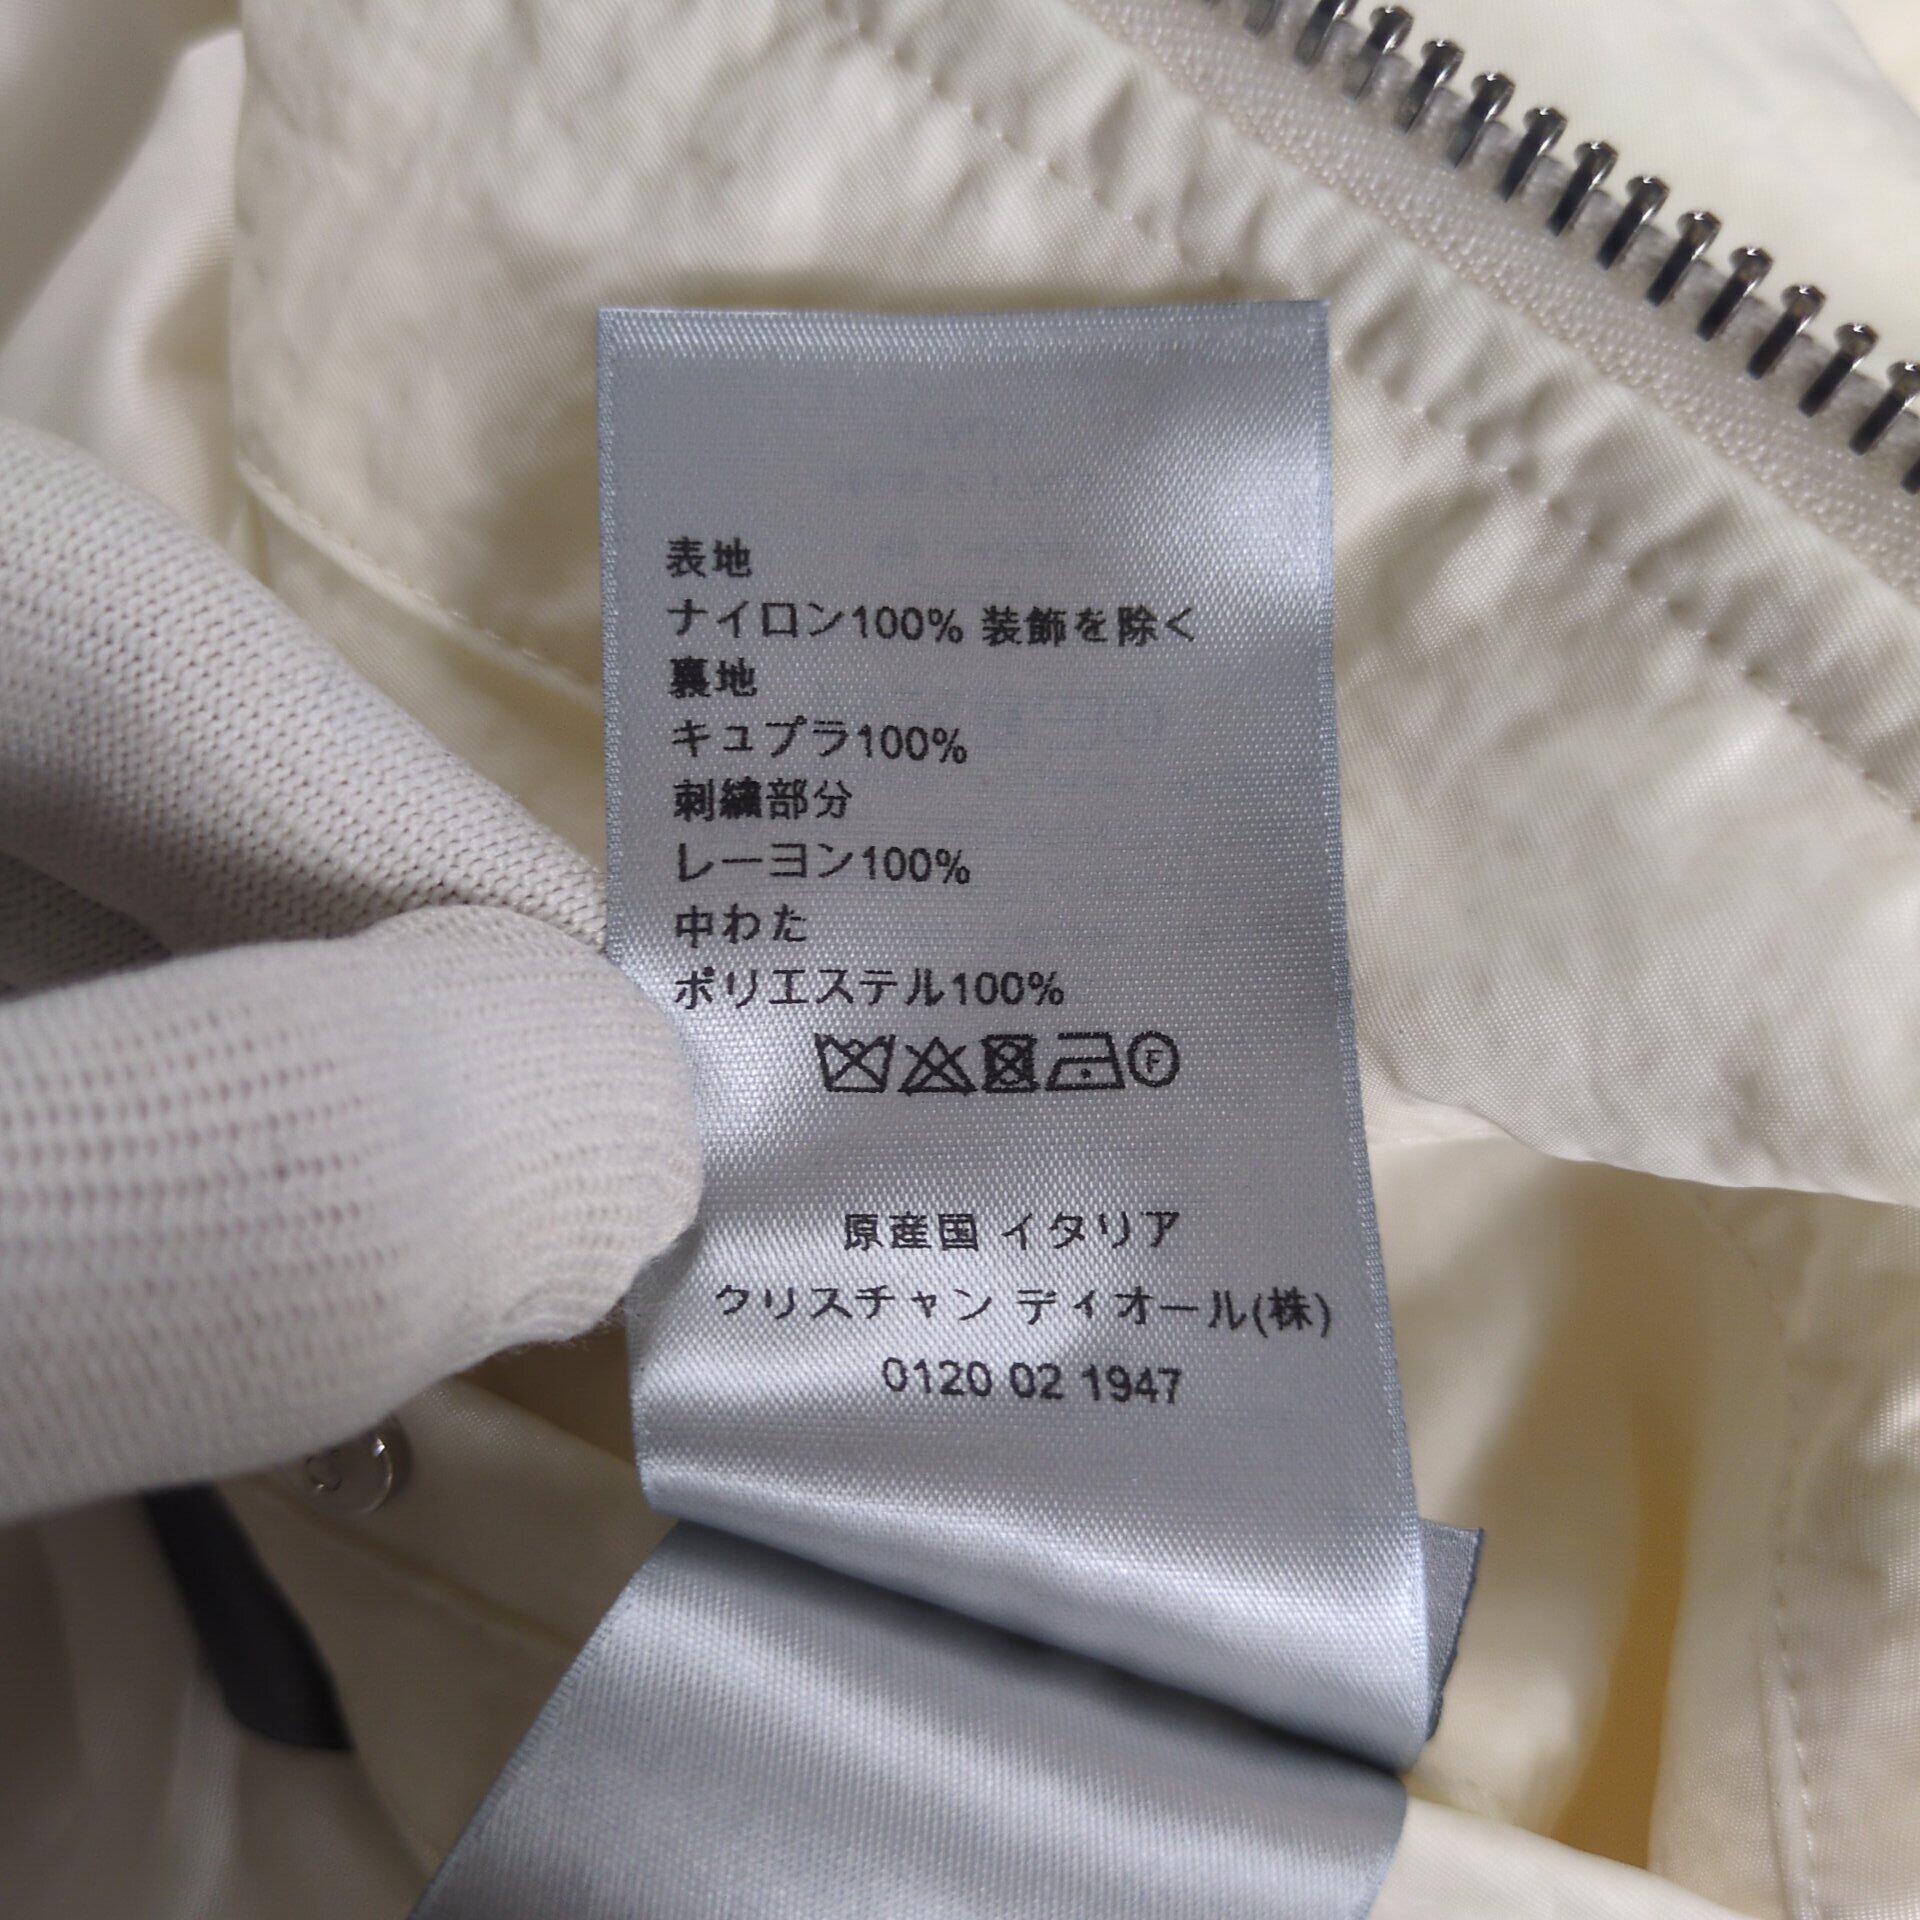 表地
ナイロン100% 装飾を除く
裏地
キュプラ100%
刺繍部分
レーヨン100%
中わた
ポリエステル100%
F
原産国 イタリア
クリスチャン ディオール(株)
0120 02 1947